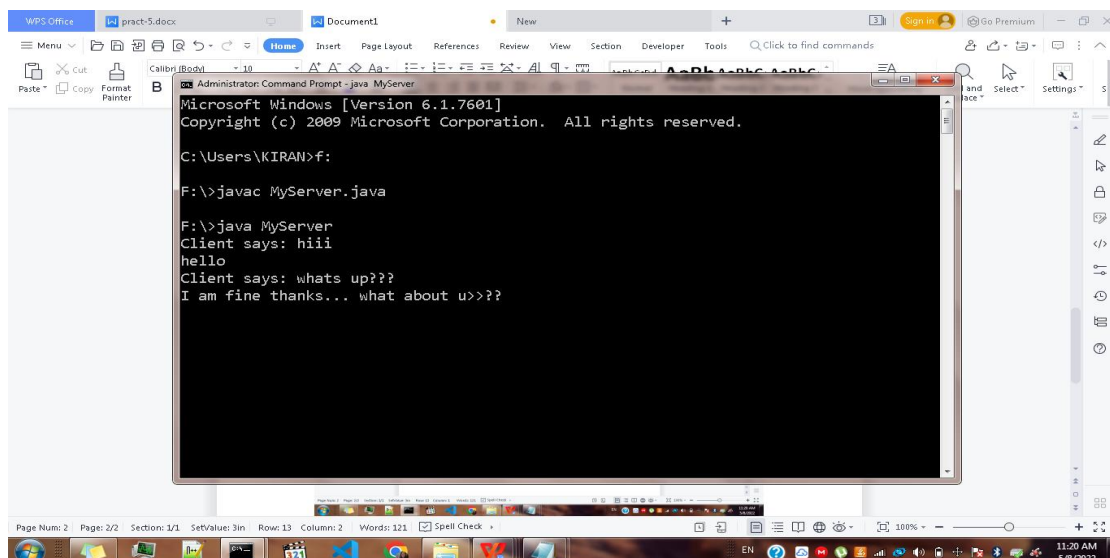 WPS Office pract-5.docx Document1 New + Sign in Go Premium
Menu Home Insert Page Layout References Review View Section Developer Tools Click to find commands
Cut Calibri (Body) 10
Paste Copy Format Painter B and Select Settings
Administrator: Command Prompt - java MyServer
Microsoft Windows [Version 6.1.7601]
Copyright (c) 2009 Microsoft Corporation.  All rights reserved.
C:\Users\KIRAN>f:
F:\>javac MyServer.java
F:\>java MyServer
Client says: hiii
hello
Client says: whats up???
I am fine thanks... what about u>>??
Page Num: 2 Page: 2/2 Section: 1/1 SetValue: 3in Row: 13 Column: 2 Words: 121 Spell Check 100%
EN 11:20 AM